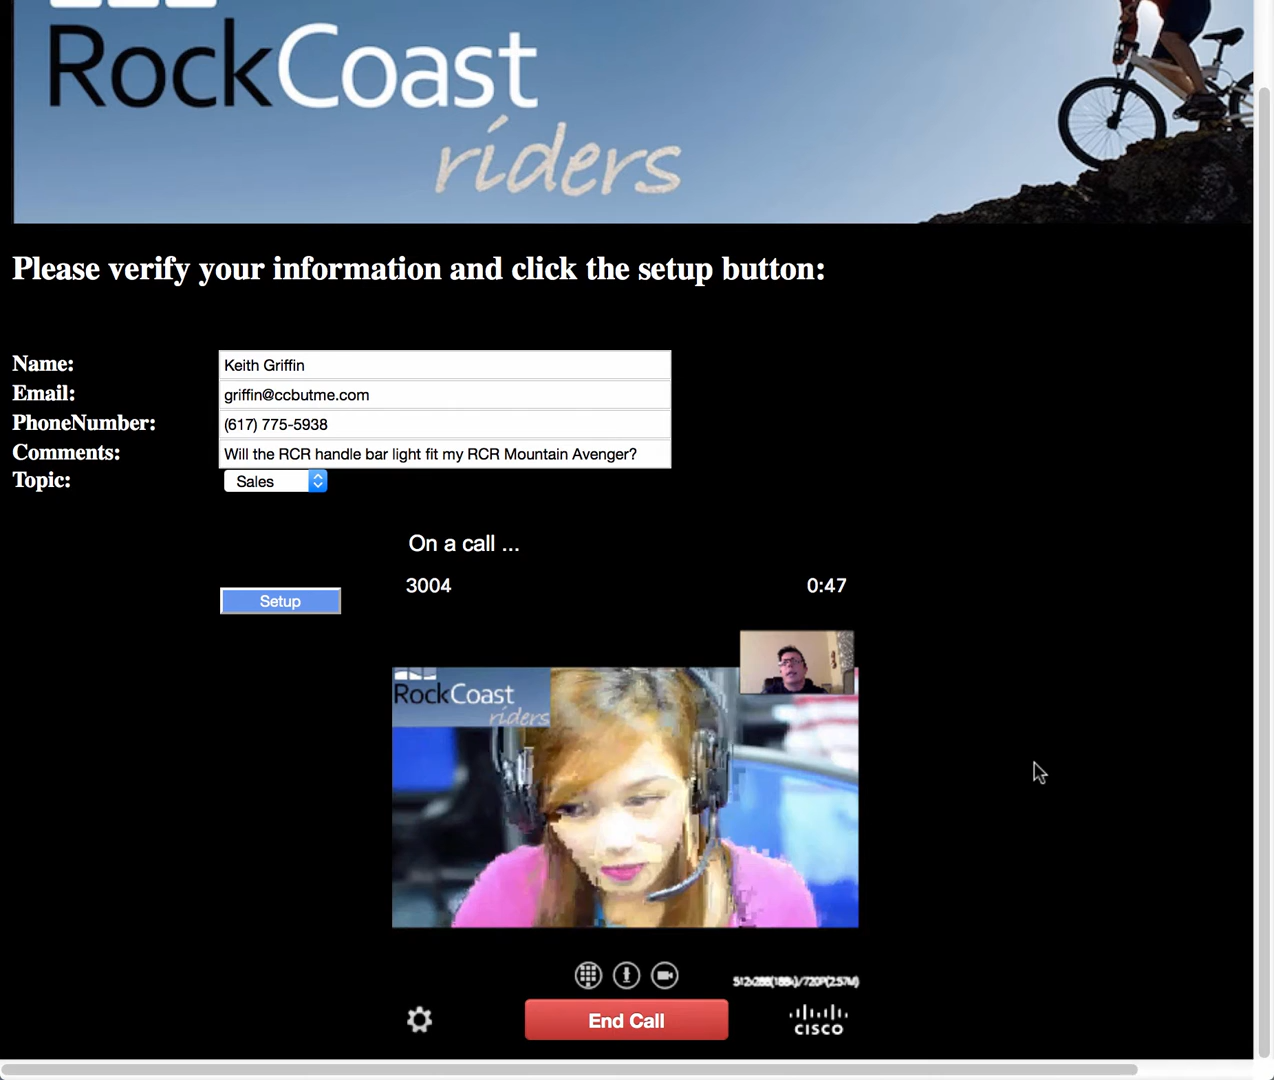 RockCoast
riders
Please verify your information and click the setup button:
Name:
Keith Griffin
Email:
griffin@ccbutme.com
PhoneNumber:
(617) 775-5938
Comments:
Will the RCR handle bar light fit my RCR Mountain Avenger?
Topic:
Sales
On a call ...
3004
0:47
Setup
RockCoast
riders
End Call
CISCO